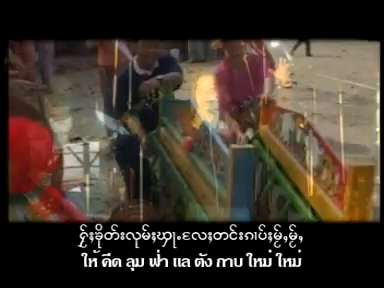 ႁႂ်ႈၶိုတ်းလုမ်ႈၾႃႉလႄႈတင်းၵၢပ်ႈမႂ်ႇမႂ်ႇ
ให้ คึด ลุม ฟ่า แล ตัง กาบ ใหม่ ใหม่